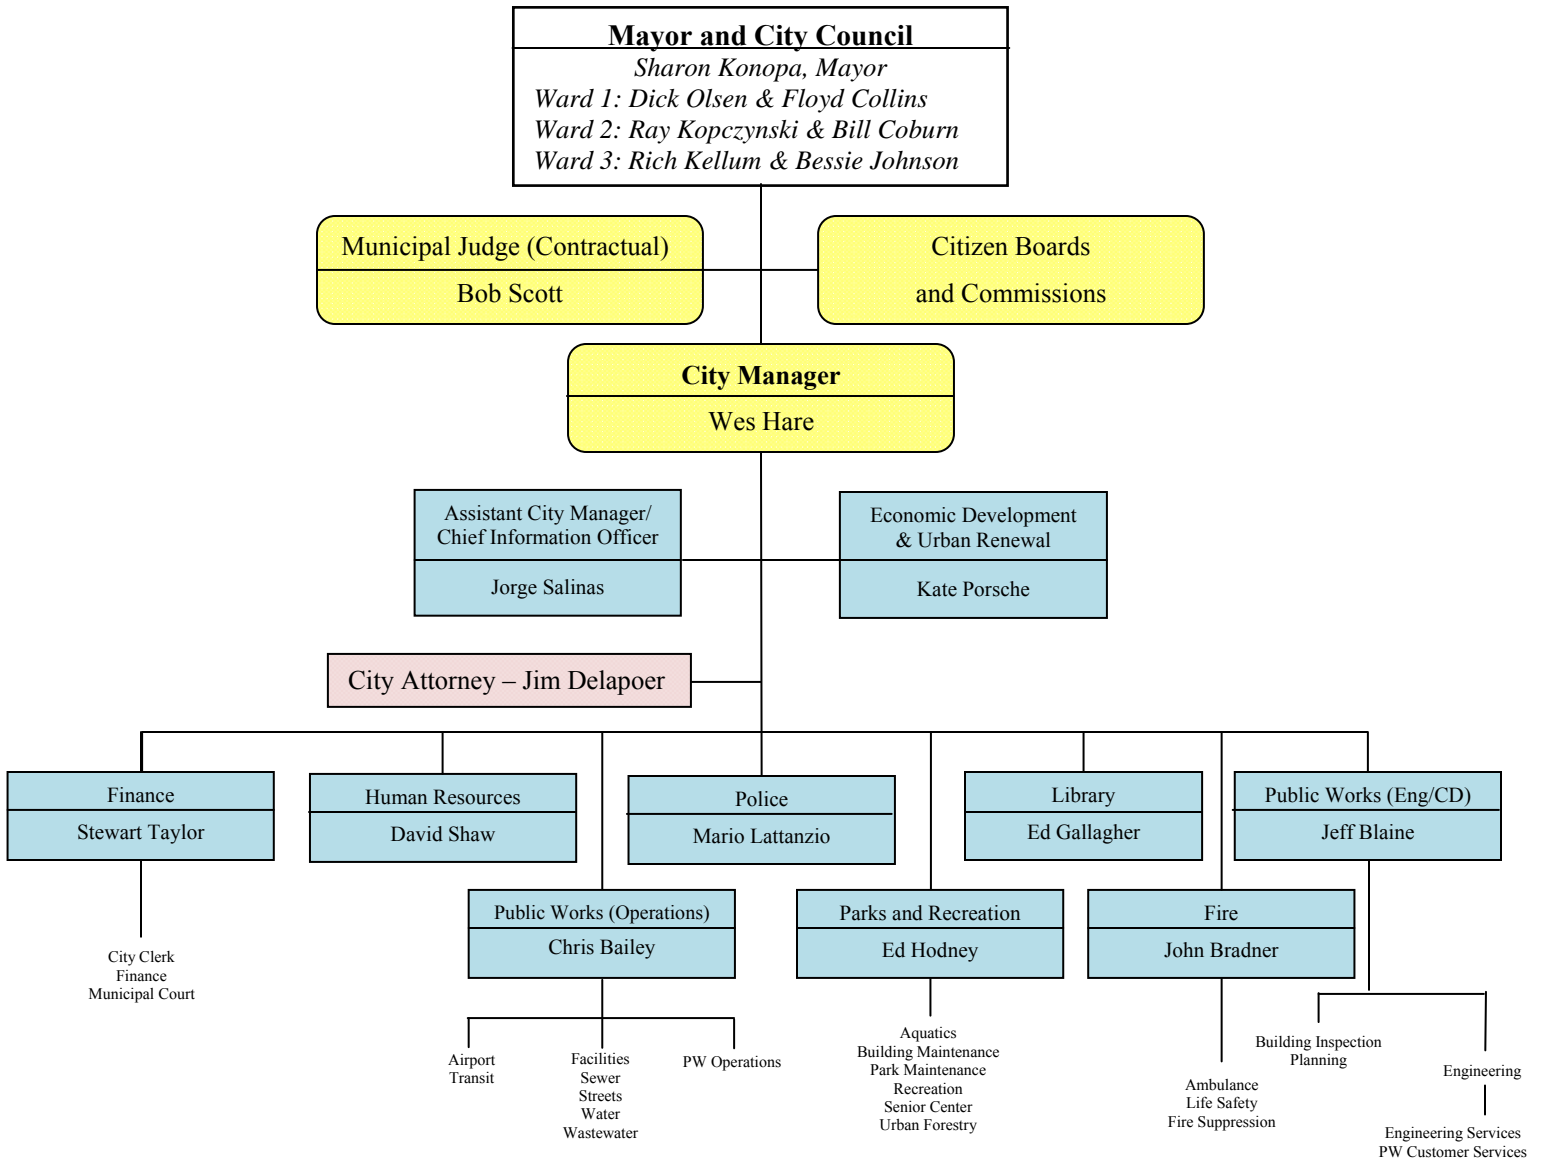 Mayor and City Council
Sharon Konopa, Mayor
Ward 1: Dick Olsen & Floyd Collins
Ward 2: Ray Kopczynski & Bill Coburn
Ward 3: Rich Kellum & Bessie Johnson
Municipal Judge (Contractual)
Bob Scott
Citizen Boards
and Commissions
City Manager
Wes Hare
Assistant City Manager/
Chief Information Officer
Jorge Salinas
Economic Development
& Urban Renewal
Kate Porsche
City Attorney – Jim Delapoer
Finance
Stewart Taylor
Human Resources
David Shaw
Police
Mario Lattanzio
Library
Ed Gallagher
Public Works (Eng/CD)
Jeff Blaine
Public Works (Operations)
Chris Bailey
Parks and Recreation
Ed Hodney
Fire
John Bradner
City Clerk
Finance
Municipal Court
Airport
Transit
Facilities
Sewer
Streets
Water
Wastewater
PW Operations
Aquatics
Building Maintenance
Park Maintenance
Recreation
Senior Center
Urban Forestry
Ambulance
Life Safety
Fire Suppression
Building Inspection
Planning
Engineering
Engineering Services
PW Customer Services